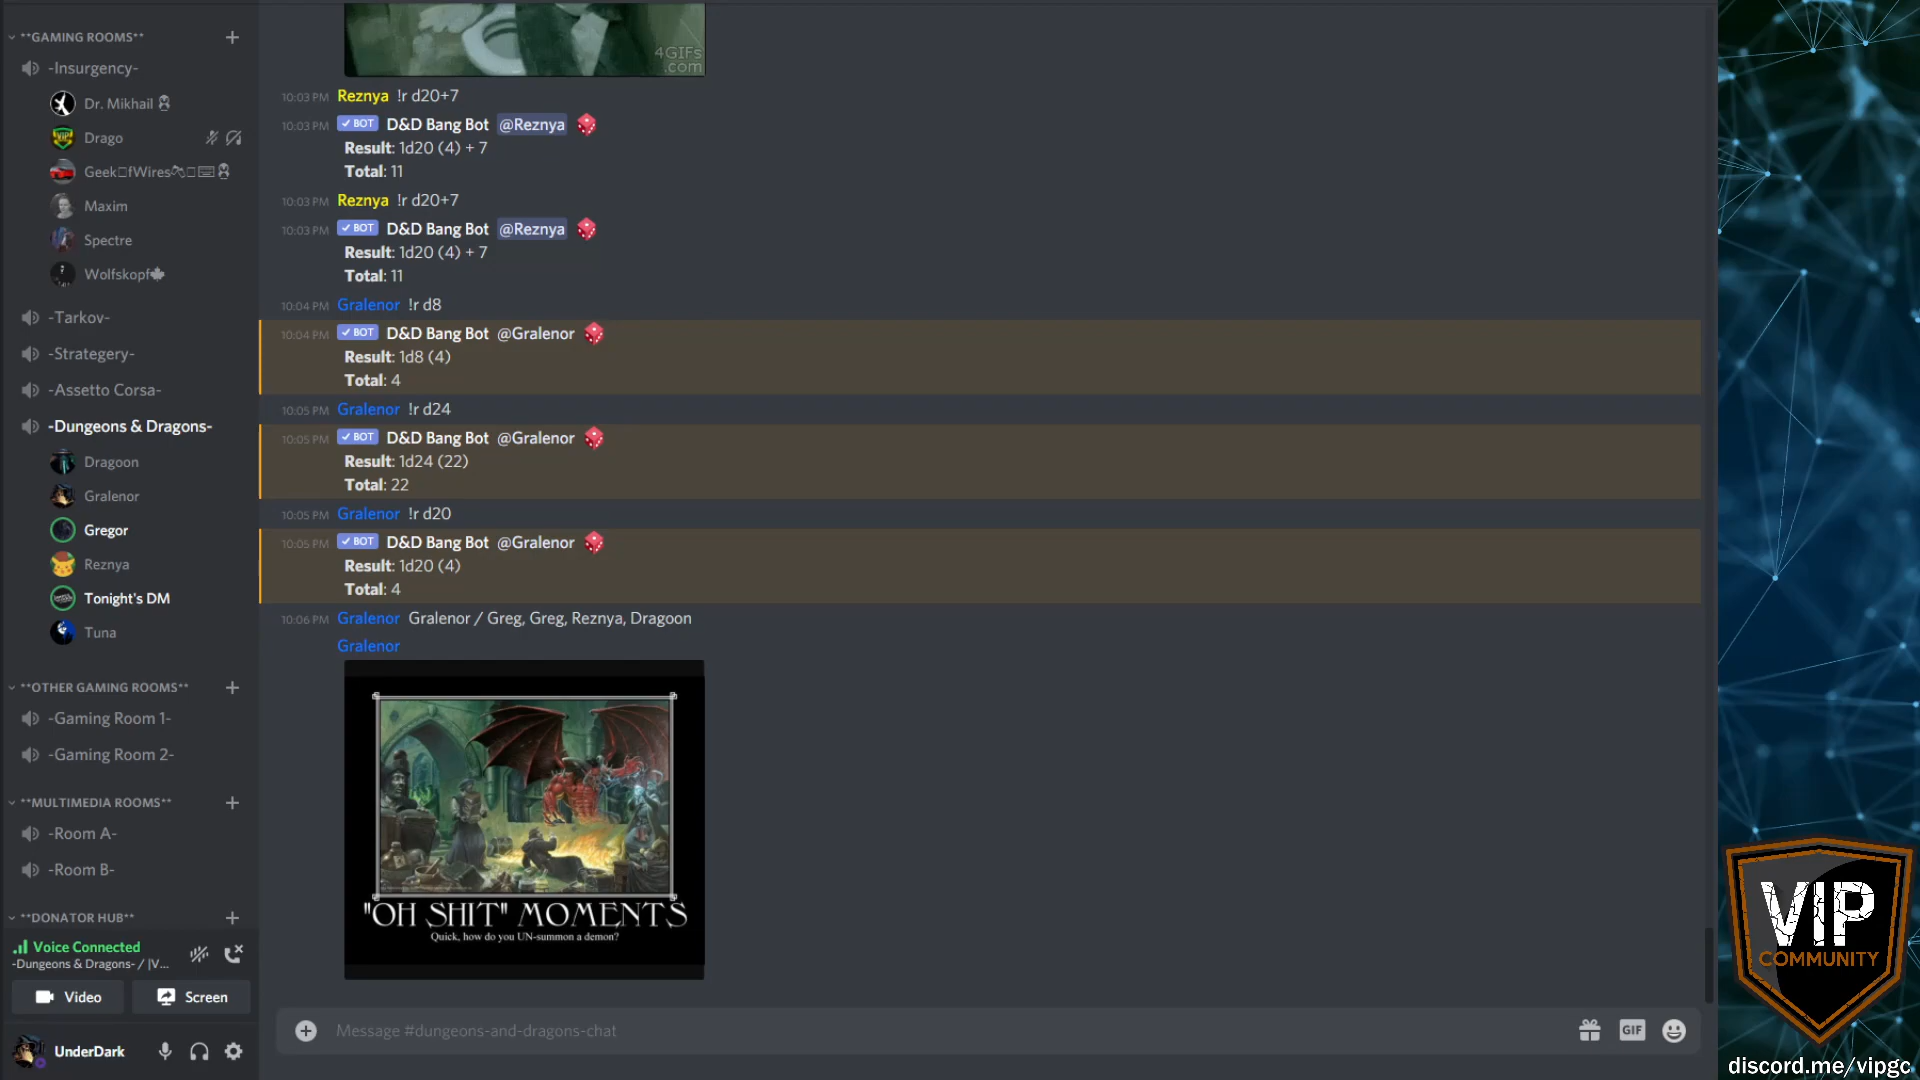 **GAMING ROOMS**
-Insurgency-
Dr. Mikhail
Drago
Geek fWires
Maxim
Spectre
Wolfskopf
-Tarkov-
-Strategery-
-Assetto Corsa-
-Dungeons & Dragons-
Dragoon
Gralenor
Gregor
Reznya
Tonight's DM
Tuna
**OTHER GAMING ROOMS**
-Gaming Room 1-
-Gaming Room 2-
**MULTIMEDIA ROOMS**
-Room A-
-Room B-
**DONATOR HUB**
Voice Connected
-Dungeons & Dragons- / |V...
Video Screen
UnderDark
4GIFs
.com
10:03 PM Reznya !r d20+7
10:03 PM BOT D&D Bang Bot @Reznya
Result: 1d20 (4) + 7
Total: 11
10:03 PM Reznya !r d20+7
10:03 PM BOT D&D Bang Bot @Reznya
Result: 1d20 (4) + 7
Total: 11
10:04 PM Gralenor !r d8
10:04 PM BOT D&D Bang Bot @Gralenor
Result: 1d8 (4)
Total: 4
10:05 PM Gralenor !r d24
10:05 PM BOT D&D Bang Bot @Gralenor
Result: 1d24 (22)
Total: 22
10:05 PM Gralenor !r d20
10:05 PM BOT D&D Bang Bot @Gralenor
Result: 1d20 (4)
Total: 4
10:06 PM Gralenor Gralenor / Greg, Greg, Reznya, Dragoon
Gralenor
"OH SHIT" MOMENTS
Quick, how do you UN-summon a demon?
Message #dungeons-and-dragons-chat
GIF
VIP
COMMUNITY
discord.me/vipgc